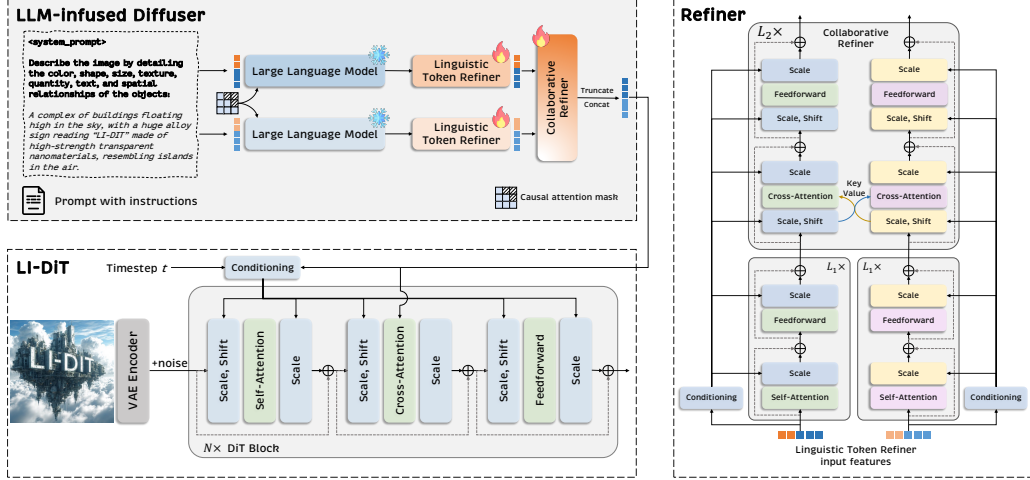 LLM-infused Diffuser
<system_prompt>
Describe the image by detailing
the color, shape, size, texture,
quantity, text, and spatial
relationships of the objects:
A complex of buildings floating
high in the sky, with a huge alloy
sign reading "LI-DIT" made of
high-strength transparent
nanomaterials, resembling islands
in the air.
Large Language Model
Linguistic
Token Refiner
Large Language Model
Linguistic
Token Refiner
Collaborative
Refiner
Truncate
Concat
Prompt with instructions
Causal attention mask
LI-DiT
Timestep t
Conditioning
LI-DIT
VAE Encoder
+noise
Scale, Shift
Self-Attention
Scale
Scale, Shift
Cross-Attention
Scale
Scale, Shift
Feedforward
Scale
N× DiT Block
Refiner
L2×
Collaborative
Refiner
Scale
Scale
Feedforward
Feedforward
Scale, Shift
Scale, Shift
Scale
Key
Value
Scale
Cross-Attention
Cross-Attention
Scale, Shift
Scale, Shift
L1×
L1×
Scale
Scale
Feedforward
Feedforward
Scale
Scale
Conditioning
Self-Attention
Self-Attention
Conditioning
Linguistic Token Refiner
input features